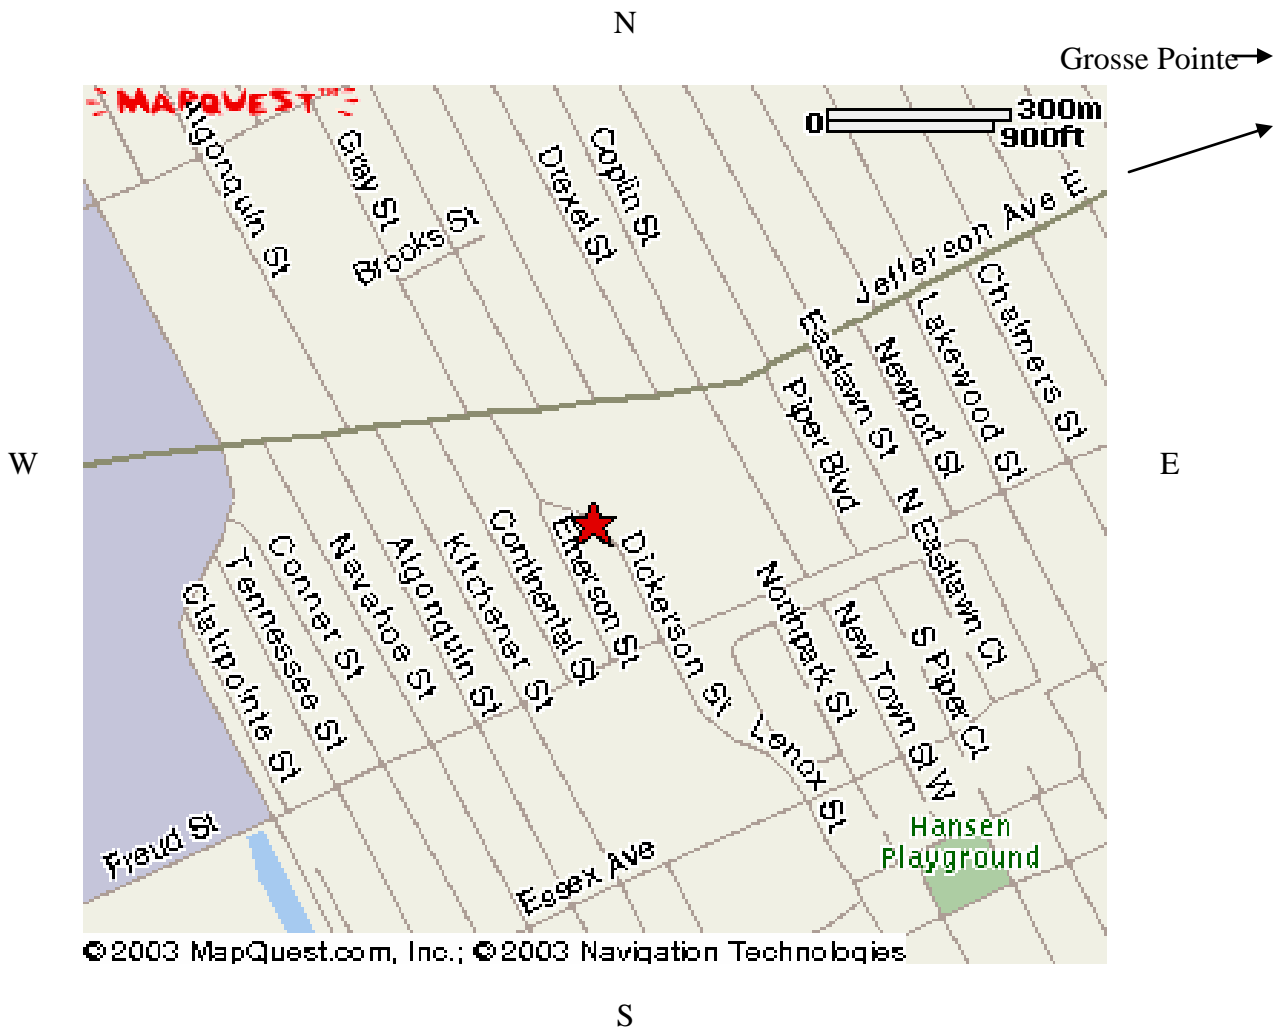 N
Grosse Pointe
MAPQUEST™
0
300m
900ft
Algonquin St
Gray St
Brooks St
Drexel St
Coplin St
Jefferson Ave E
W
E
Eastlawn St
Newport St
Lakewood St
Chalmers St
Piper Blvd
N Eastlawn Ct
Clairpointe St
Tennessee St
Conner St
Navahoe St
Algonquin St
Kitchener St
Continental St
Emerson St
Dickerson St
Northpark St
New Town St W
S Piper Ct
Lenox St
Freud St
Essex Ave
Hansen
Playground
© 2003 MapQuest.com, Inc.; © 2003 Navigation Technologies
S